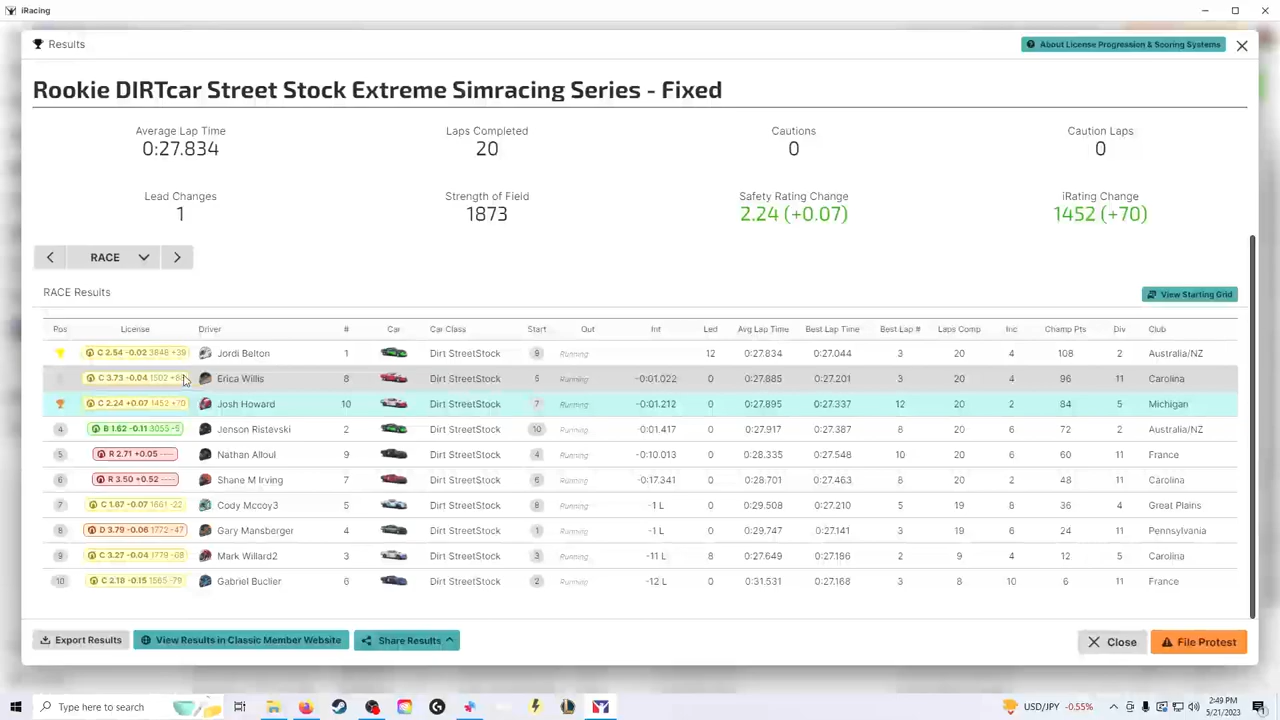 iRacing
Results
About License Progression & Scoring Systems
Rookie DIRTcar Street Stock Extreme Simracing Series - Fixed
Average Lap Time Laps Completed Cautions Caution Laps
0:27.834 20 0 0
Lead Changes Strength of Field Safety Rating Change iRating Change
1 1873 2.24 (+0.07) 1452 (+70)
RACE
RACE Results
View Starting Grid
Pos License Driver # Car Car Class Start Out Int Led Avg Lap Time Best Lap Time Best Lap # Laps Comp Inc Champ Pts Div Club
C 2.54 -0.02 3848 +39 Jordi Belton 1 Dirt StreetStock 9 Running 12 0:27.834 0:27.044 3 20 4 108 2 Australia/NZ
C 3.73 -0.04 1502 Erica Willis 8 Dirt StreetStock 5 Running -0:01.022 0 0:27.885 0:27.201 3 20 4 96 11 Carolina
C 2.24 +0.07 1452 +70 Josh Howard 10 Dirt StreetStock 7 Running -0:01.212 0 0:27.895 0:27.337 12 20 2 84 5 Michigan
4 B 1.62 -0.11 3055 -5 Jenson Ristevski 2 Dirt StreetStock 10 Running -0:01.417 0 0:27.917 0:27.387 8 20 6 72 2 Australia/NZ
5 R 2.71 +0.05 ---- Nathan Alloul 9 Dirt StreetStock 4 Running -0:10.013 0 0:28.335 0:27.548 10 20 6 60 11 France
6 R 3.50 +0.52 ---- Shane M Irving 7 Dirt StreetStock 6 Running -0:17.341 0 0:28.701 0:27.463 8 20 2 48 11 Carolina
7 C 1.67 -0.07 1661 -22 Cody Mccoy3 5 Dirt StreetStock 8 Running -1 L 0 0:29.508 0:27.210 5 19 8 36 4 Great Plains
8 D 3.79 -0.06 1772 -47 Gary Mansberger 4 Dirt StreetStock 1 Running -1 L 0 0:29.747 0:27.141 3 19 6 24 11 Pennsylvania
9 C 3.27 -0.04 1779 -68 Mark Willard2 3 Dirt StreetStock 3 Running -11 L 8 0:27.649 0:27.186 2 9 4 12 5 Carolina
10 C 2.18 -0.15 1565 -79 Gabriel Buclier 6 Dirt StreetStock 2 Running -12 L 0 0:31.531 0:27.168 3 8 10 6 11 France
Export Results View Results in Classic Member Website Share Results Close File Protest
Type here to search USD/JPY -0.55% 2:49 PM
5/21/2023